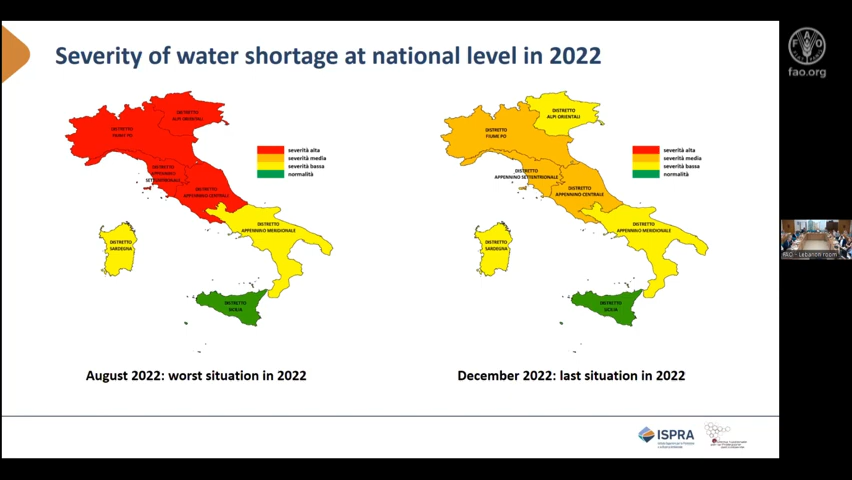 Severity of water shortage at national level in 2022
DISTRETTO
ALPI ORIENTALI
DISTRETTO
FIUME PO
DISTRETTO
APPENNINO
SETTENTRIONALE
DISTRETTO
APPENNINO CENTRALE
DISTRETTO
APPENNINO MERIDIONALE
DISTRETTO
SARDEGNA
DISTRETTO
SICILIA
severità alta
severità media
severità bassa
normalità
August 2022: worst situation in 2022
DISTRETTO
ALPI ORIENTALI
DISTRETTO
FIUME PO
DISTRETTO
APPENNINO SETTENTRIONALE
DISTRETTO
APPENNINO CENTRALE
DISTRETTO
APPENNINO MERIDIONALE
DISTRETTO
SARDEGNA
DISTRETTO
SICILIA
severità alta
severità media
severità bassa
normalità
December 2022: last situation in 2022
ISPRA
FAO
fao.org
FAO - Lebanon room